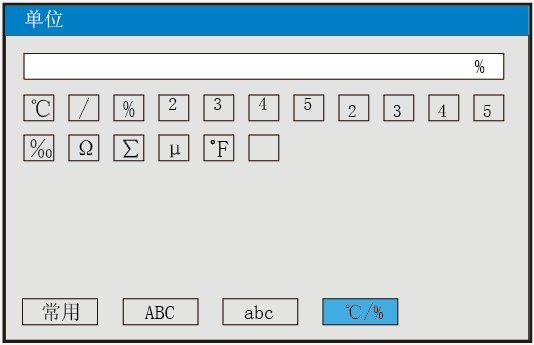 单位
%
℃ / % ² ³ ⁴ ⁵ ₂ ₃ ₄ ₅
‰ Ω ∑ μ ℉
常用 ABC abc ℃/%